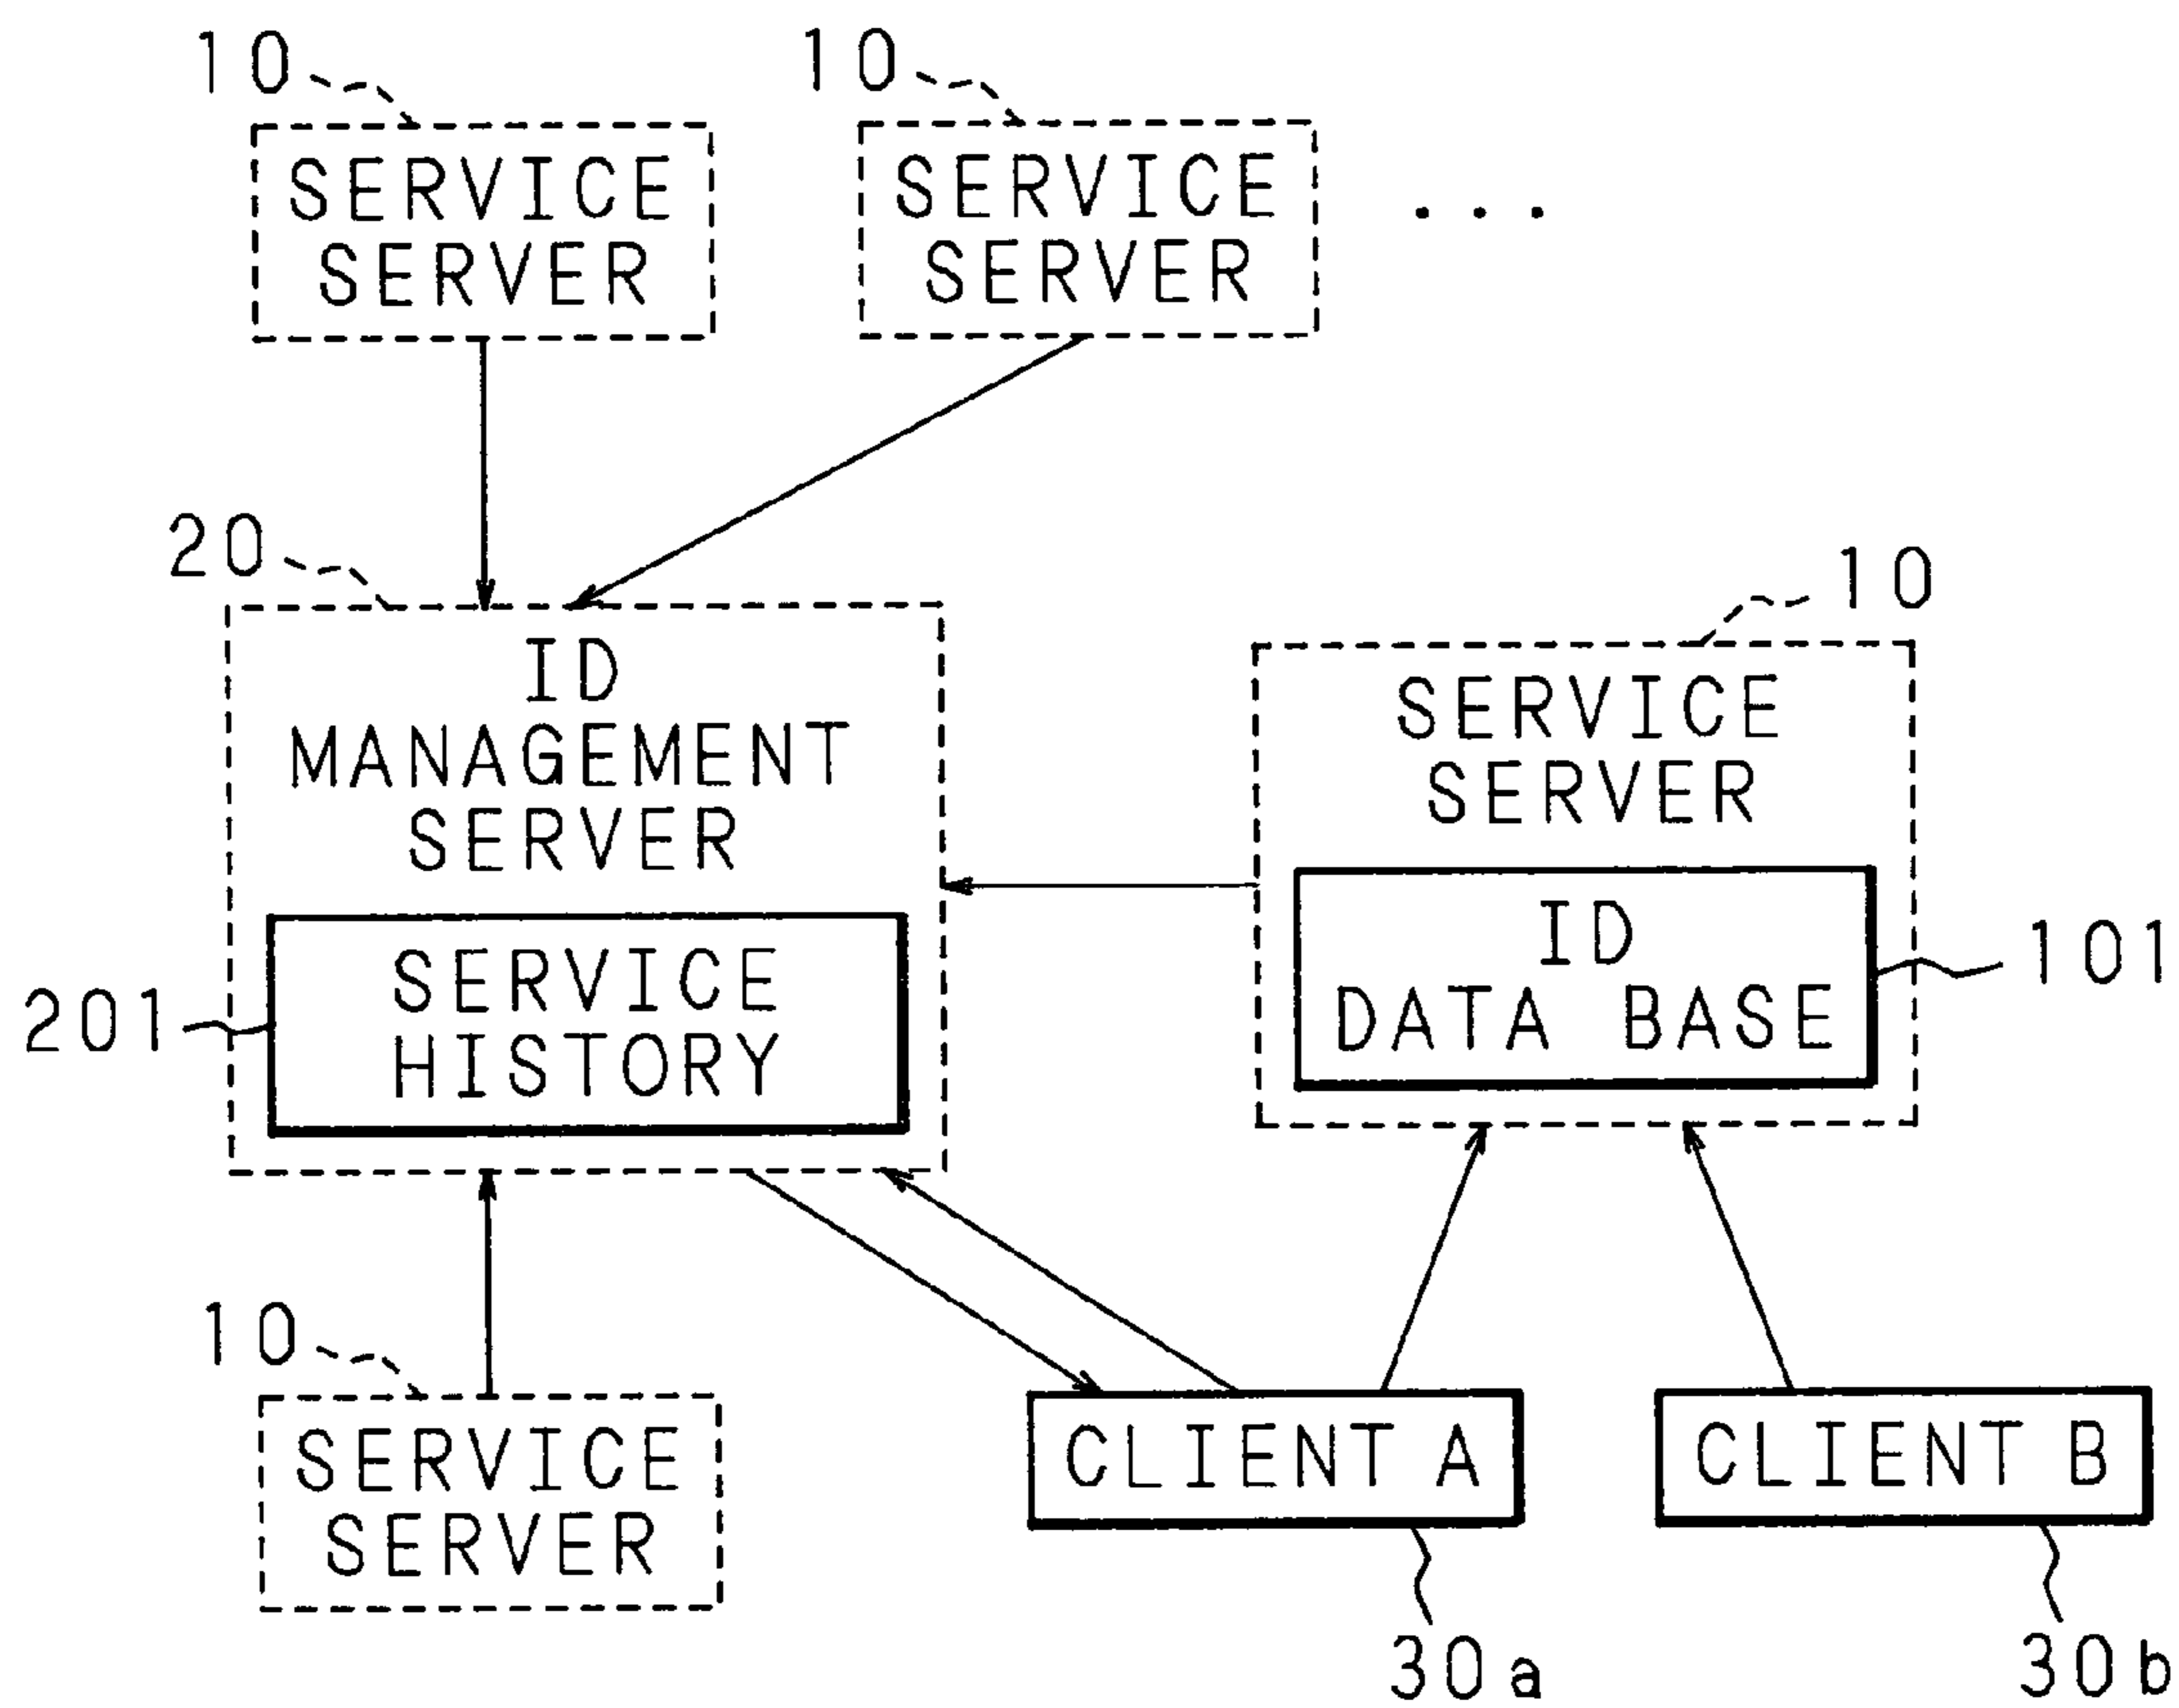 10
10
SERVICE
SERVER
SERVICE
SERVER
...
20
10
ID
MANAGEMENT
SERVER
SERVICE
SERVER
ID
DATA BASE
101
SERVICE
HISTORY
201
10
SERVICE
SERVER
CLIENT A
CLIENT B
30a
30b